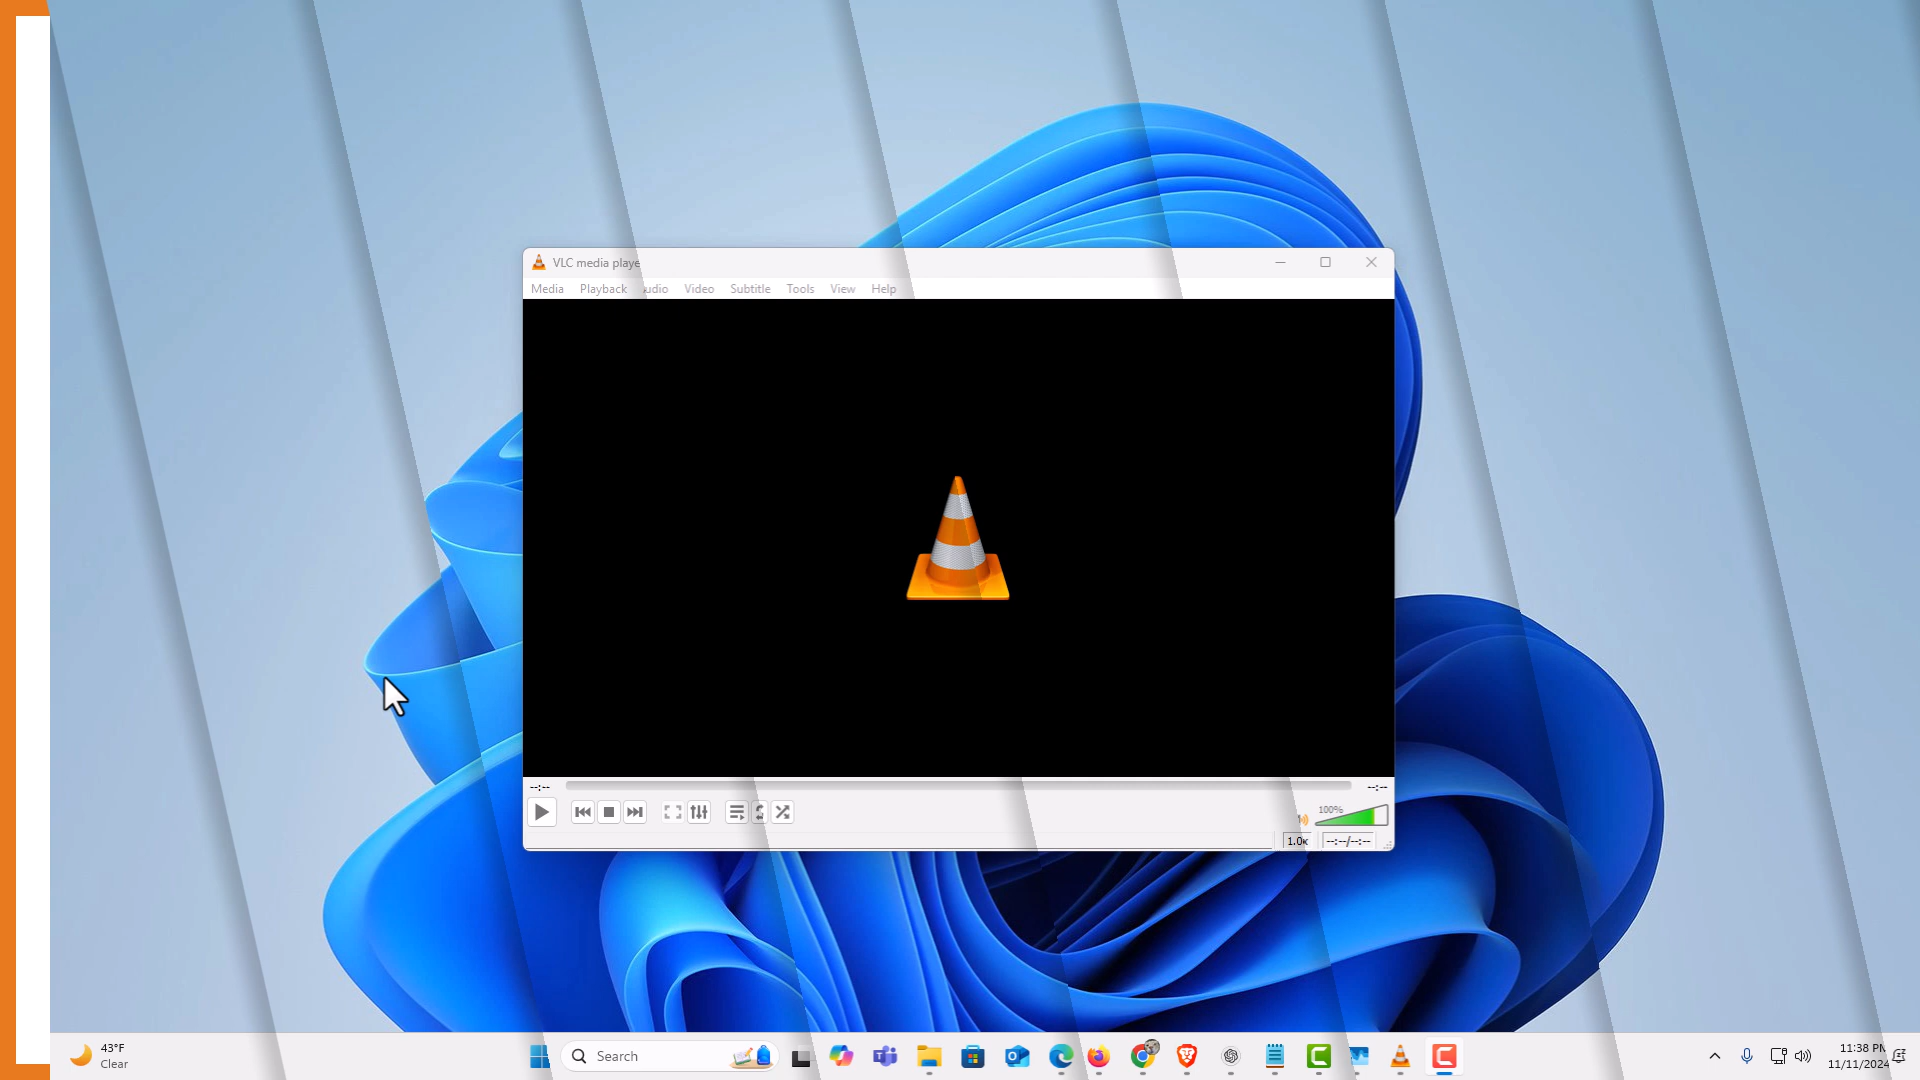 VLC media playe
Media Playback udio Video Subtitle Tools View Help
--:-- --:--
100%
1.0x --:--/--:--
43°F
Clear
Search
11:38 PM
11/11/2024